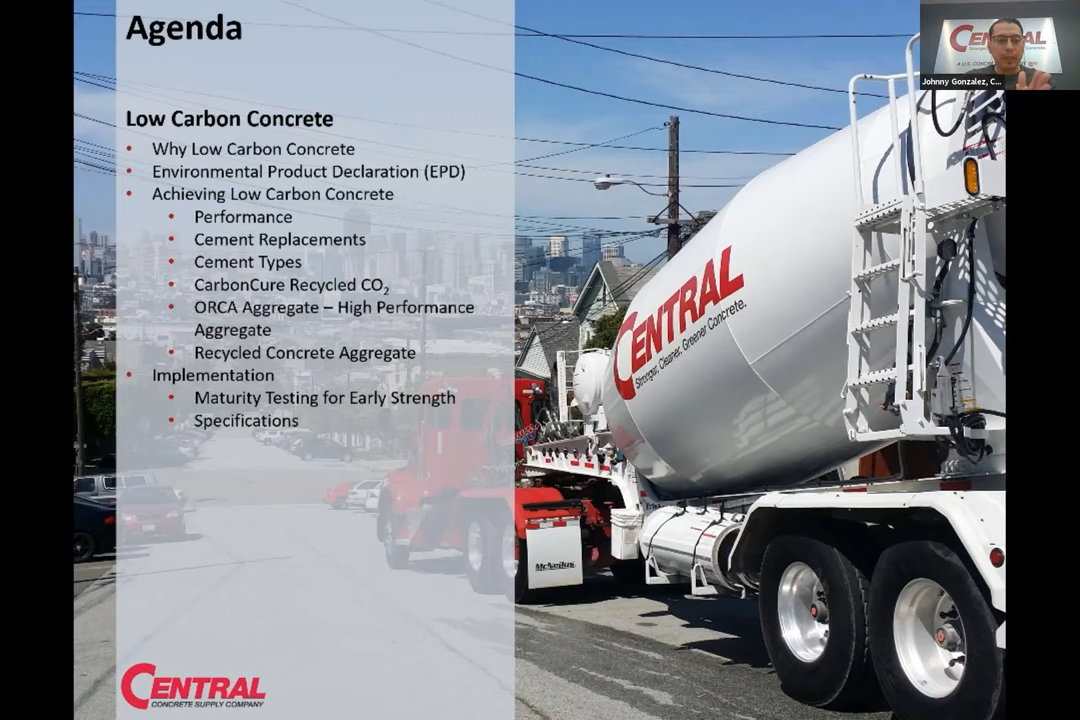 Agenda
Low Carbon Concrete
• Why Low Carbon Concrete
• Environmental Product Declaration (EPD)
• Achieving Low Carbon Concrete
• Performance
• Cement Replacements
• Cement Types
• CarbonCure Recycled CO₂
• ORCA Aggregate – High Performance
Aggregate
• Recycled Concrete Aggregate
• Implementation
• Maturity Testing for Early Strength
• Specifications
CENTRAL
CONCRETE SUPPLY COMPANY
CENTRAL
Stronger, Cleaner, Greener Concrete.
McNeilus
CENTRAL
Johnny Gonzalez, C...